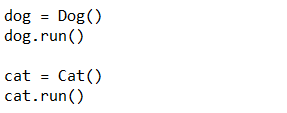 dog = Dog()
dog.run()

cat = Cat()
cat.run()